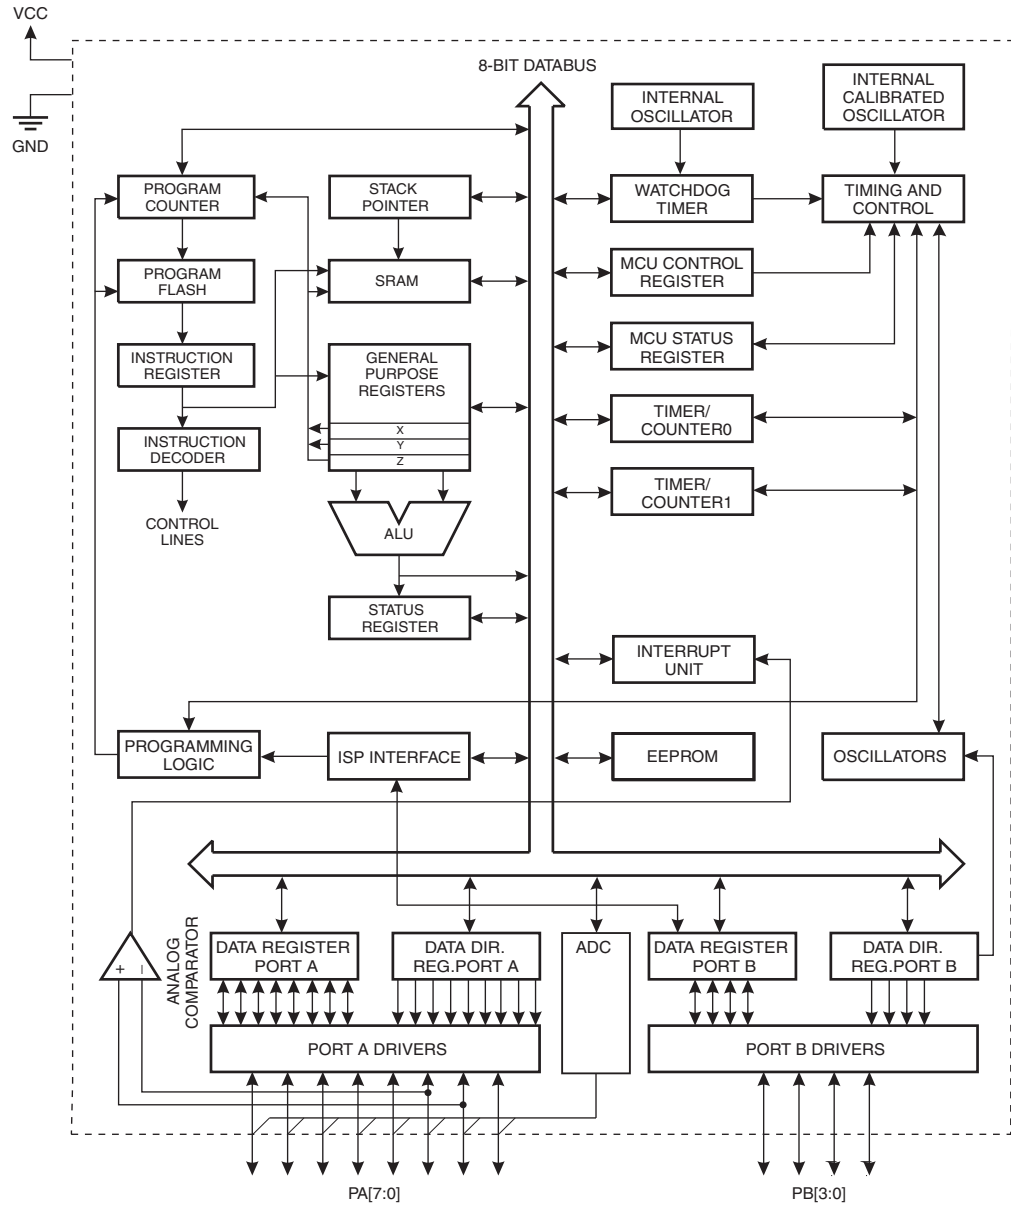 VCC
GND
8-BIT DATABUS
INTERNAL
OSCILLATOR
INTERNAL
CALIBRATED
OSCILLATOR
PROGRAM
COUNTER
STACK
POINTER
WATCHDOG
TIMER
TIMING AND
CONTROL
PROGRAM
FLASH
SRAM
MCU CONTROL
REGISTER
INSTRUCTION
REGISTER
GENERAL
PURPOSE
REGISTERS
X
Y
Z
MCU STATUS
REGISTER
INSTRUCTION
DECODER
TIMER/
COUNTER0
CONTROL
LINES
ALU
TIMER/
COUNTER1
STATUS
REGISTER
INTERRUPT
UNIT
PROGRAMMING
LOGIC
ISP INTERFACE
EEPROM
OSCILLATORS
ANALOG
COMPARATOR
+
–
DATA REGISTER
PORT A
DATA DIR.
REG.PORT A
ADC
DATA REGISTER
PORT B
DATA DIR.
REG.PORT B
PORT A DRIVERS
PORT B DRIVERS
PA[7:0]
PB[3:0]